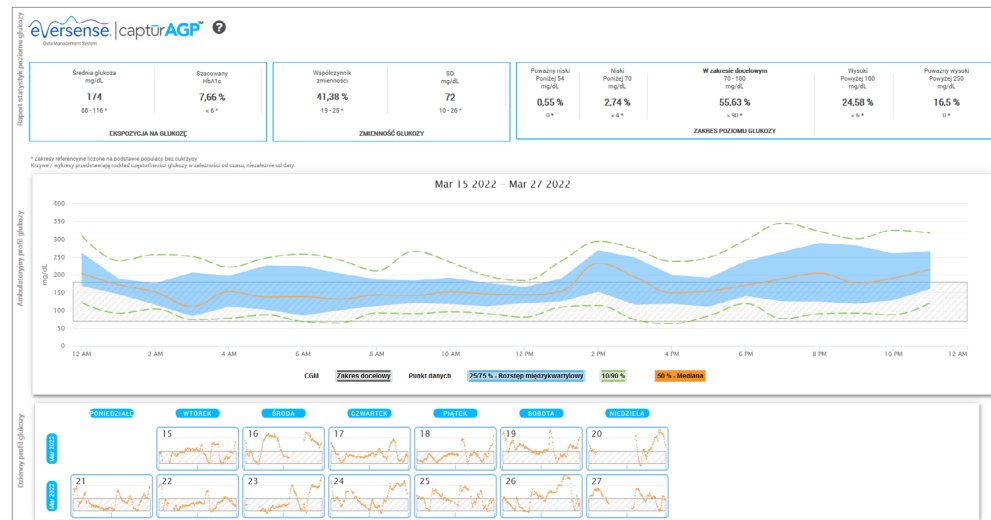 eversense. | captūrAGP™ ?
Data Management System
Raport statystyk poziomu glukozy
Średnia glukoza
mg/dL
174
88 - 116 *
Szacowany
HbA1c
7,66 %
< 6 *
EKSPOZYCJA NA GLUKOZĘ
Współczynnik
zmienności
41,38 %
19 - 25 *
SD
mg/dL
72
10 - 26 *
ZMIENNOŚĆ GLUKOZY
Poważny niski
Poniżej 54
mg/dL
0,55 %
0 *
Niski
Poniżej 70
mg/dL
2,74 %
< 4 *
W zakresie docelowym
70 - 180
mg/dL
55,63 %
> 90 *
Wysoki
Powyżej 180
mg/dL
24,58 %
< 6 *
Poważny wysoki
Powyżej 250
mg/dL
16,5 %
0 *
ZAKRES POZIOMU GLUKOZY
* Zakresy referencyjne liczone na podstawie populacji bez cukrzycy
Krzywe / wykresy przedstawiają rozkład częstotliwości glukozy w zależności od czasu, niezależnie od daty.
Ambulatoryjny profil glukozy
Mar 15 2022 - Mar 27 2022
mg/dL
400
350
300
250
200
150
100
50
0
12 AM 2 AM 4 AM 6 AM 8 AM 10 AM 12 PM 2 PM 4 PM 6 PM 8 PM 10 PM 12 AM
CGM Zakres docelowy Punkt danych 25/75 % - Rozstęp międzykwartylowy 10/90 % 50 % - Mediana
Dzienny profil glukozy
PONIEDZIAŁE WTOREK ŚRODA CZWARTEK PIĄTEK SOBOTA NIEDZIELA
Mar 2022
15 16 17 18 19 20
Mar 2022
21 22 23 24 25 26 27